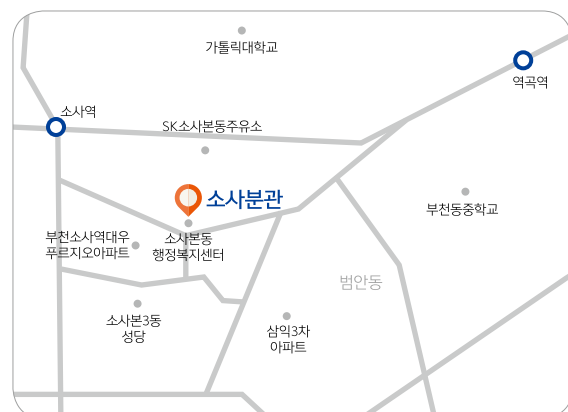 가톨릭대학교
역곡역
소사역
SK소사본동주유소
소사분관
부천동중학교
부천소사역대우
푸르지오아파트
소사본동
행정복지센터
범안동
소사본3동
성당
삼익3차
아파트